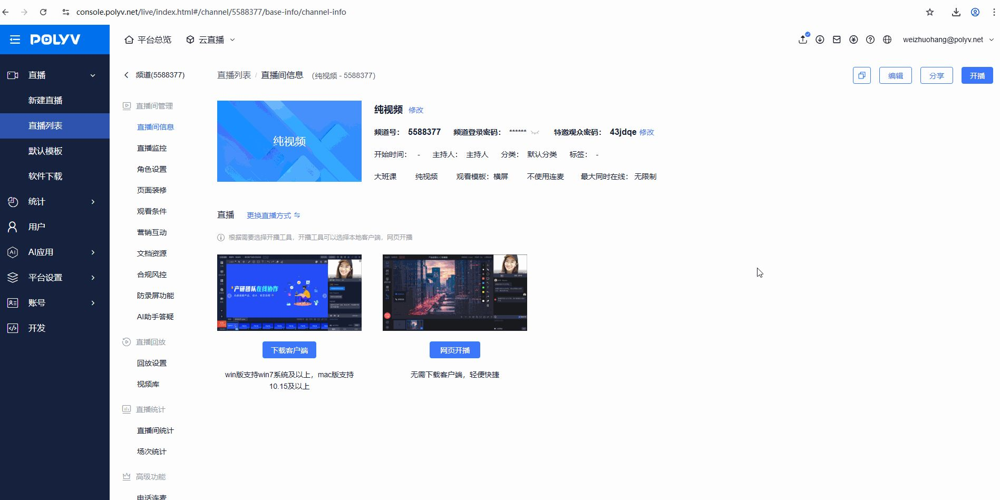 console.polyv.net/live/index.html#/channel/5588377/base-info/channel-info
POLYV
平台总览
云直播
weizhuohang@polyv.net
直播
新建直播
直播列表
默认模板
软件下载
统计
用户
AI应用
平台设置
账号
开发
频道(5588377)
直播间管理
直播间信息
直播监控
角色设置
页面装修
观看条件
营销互动
文档资源
合规风控
防录屏功能
AI助手答疑
直播回放
回放设置
视频库
直播统计
直播间统计
场次统计
高级功能
电话连麦
直播列表 / 直播间信息 (纯视频 - 5588377)
编辑
分享
开播
纯视频
纯视频 修改
频道号： 5588377 频道登录密码： ****** 特邀观众密码： 43jdqe 修改
开始时间： - 主持人： 主持人 分类： 默认分类 标签： -
大班课 纯视频 观看模板：横屏 不使用连麦 最大同时在线： 无限制
直播 更换直播方式
根据需要选择开播工具，开播工具可以选择本地客户端，网页开播
产研团队在线协作
下载客户端
网页开播
win版支持win7系统及以上，mac版支持
10.15及以上
无需下载客户端，轻便快捷